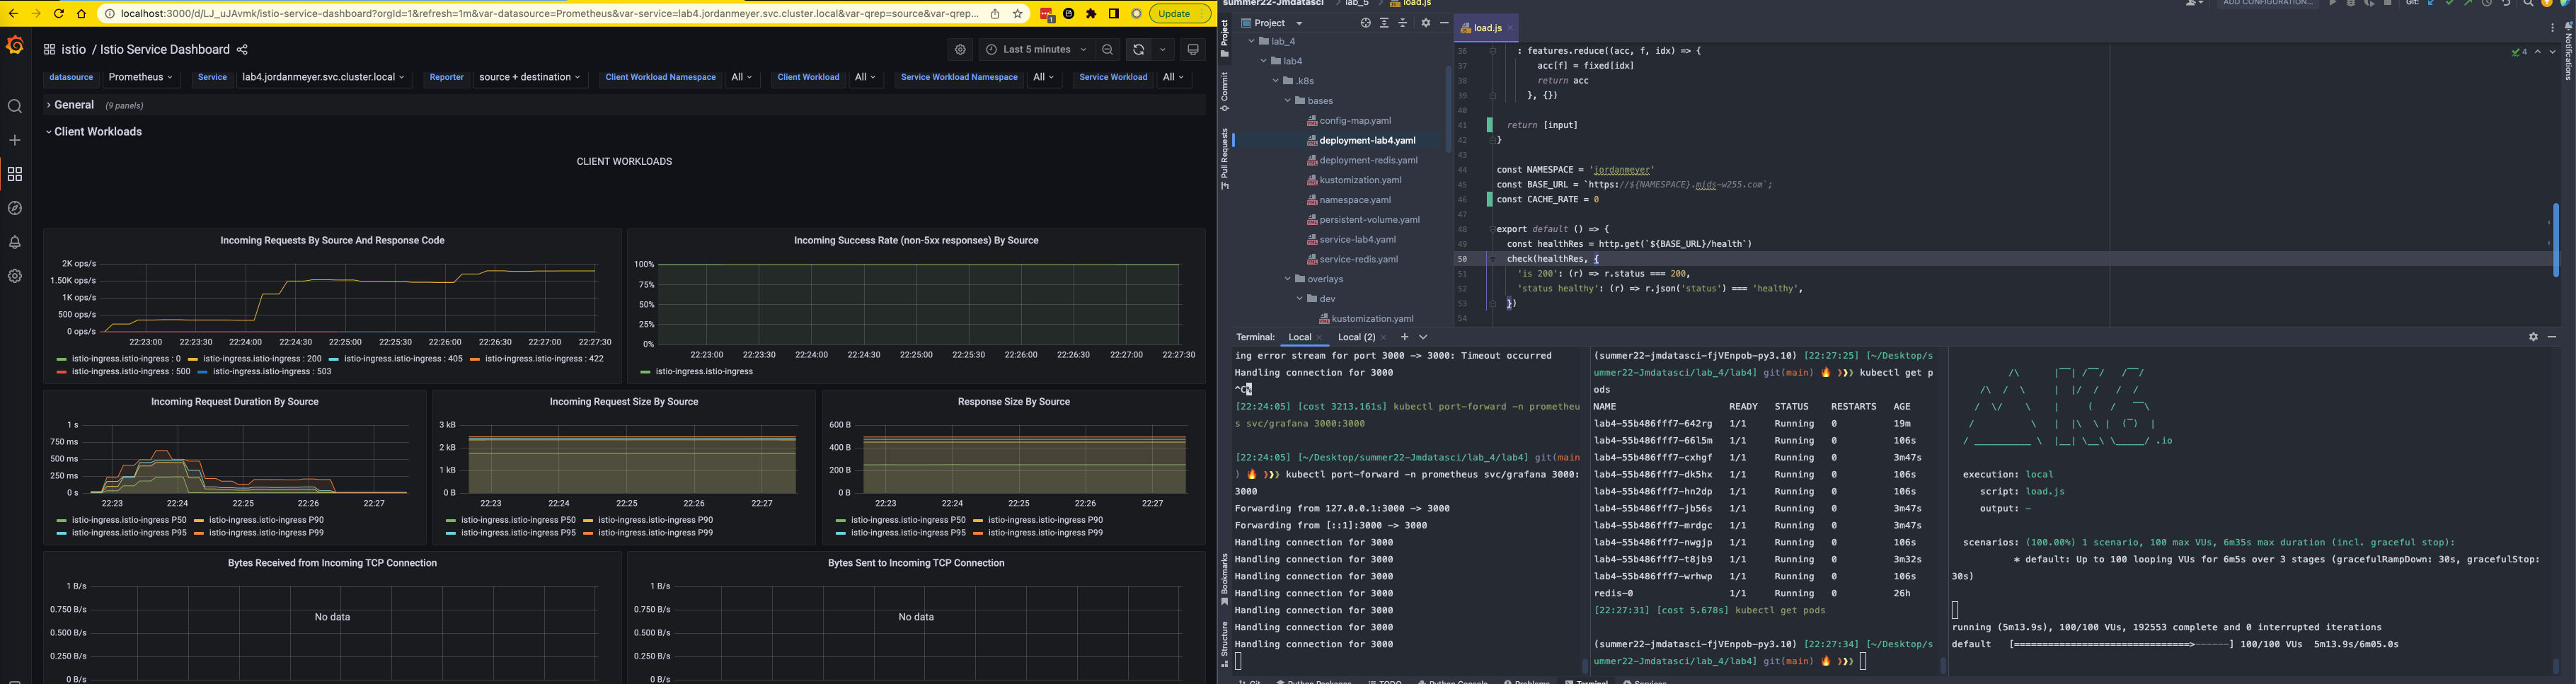 localhost:3000/d/LJ_uJAvmk/istio-service-dashboard?orgId=1&refresh=1m&var-datasource=Prometheus&var-service=lab4.jordanmeyer.svc.cluster.local&var-qrep=source&var-qrep...
Update
istio / Istio Service Dashboard
Last 5 minutes
datasource Prometheus Service lab4.jordanmeyer.svc.cluster.local Reporter source + destination Client Workload Namespace All Client Workload All Service Workload Namespace All Service Workload All
General (9 panels)
Client Workloads
CLIENT WORKLOADS
Incoming Requests By Source And Response Code
2K ops/s
1.50K ops/s
1K ops/s
500 ops/s
0 ops/s
22:23:00 22:23:30 22:24:00 22:24:30 22:25:00 22:25:30 22:26:00 22:26:30 22:27:00 22:27:30
istio-ingress.istio-ingress : 0 istio-ingress.istio-ingress : 200 istio-ingress.istio-ingress : 405 istio-ingress.istio-ingress : 422
istio-ingress.istio-ingress : 500 istio-ingress.istio-ingress : 503
Incoming Success Rate (non-5xx responses) By Source
100%
75%
50%
25%
0%
22:23:00 22:23:30 22:24:00 22:24:30 22:25:00 22:25:30 22:26:00 22:26:30 22:27:00 22:27:30
istio-ingress.istio-ingress
Incoming Request Duration By Source
1 s
750 ms
500 ms
250 ms
0 s
22:23 22:24 22:25 22:26 22:27
istio-ingress.istio-ingress P50 istio-ingress.istio-ingress P90
istio-ingress.istio-ingress P95 istio-ingress.istio-ingress P99
Incoming Request Size By Source
3 kB
2 kB
1 kB
0 B
22:23 22:24 22:25 22:26 22:27
istio-ingress.istio-ingress P50 istio-ingress.istio-ingress P90
istio-ingress.istio-ingress P95 istio-ingress.istio-ingress P99
Response Size By Source
600 B
400 B
200 B
0 B
22:23 22:24 22:25 22:26 22:27
istio-ingress.istio-ingress P50 istio-ingress.istio-ingress P90
istio-ingress.istio-ingress P95 istio-ingress.istio-ingress P99
Bytes Received from Incoming TCP Connection
1 B/s
0.750 B/s
0.500 B/s
0.250 B/s
0 B/s
No data
Bytes Sent to Incoming TCP Connection
1 B/s
0.750 B/s
0.500 B/s
0.250 B/s
0 B/s
No data
summer22-Jmdatasci lab_5 load.js
ADD CONFIGURATION...
Git:
Project
Commit
Pull Requests
Bookmarks
Structure
Notifications
Project
lab_4
lab4
.k8s
bases
config-map.yaml
deployment-lab4.yaml
deployment-redis.yaml
kustomization.yaml
namespace.yaml
persistent-volume.yaml
service-lab4.yaml
service-redis.yaml
overlays
dev
kustomization.yaml
load.js
4
36 : features.reduce((acc, f, idx) => {
37 acc[f] = fixed[idx]
38 return acc
39 }, {})
40
41 return [input]
42 }
43
44 const NAMESPACE = 'jordanmeyer'
45 const BASE_URL = `https://${NAMESPACE}.mids-w255.com`;
46 const CACHE_RATE = 0
47
48 export default () => {
49 const healthRes = http.get(`${BASE_URL}/health`)
50 check(healthRes, {
51 'is 200': (r) => r.status === 200,
52 'status healthy': (r) => r.json('status') === 'healthy',
53 })
54
Terminal: Local Local (2)
ing error stream for port 3000 -> 3000: Timeout occurred
Handling connection for 3000
^C%
[22:24:05] [cost 3213.161s] kubectl port-forward -n prometheu
s svc/grafana 3000:3000
[22:24:05] [~/Desktop/summer22-Jmdatasci/lab_4/lab4] git(main
) 🔥 ❯❯❯ kubectl port-forward -n prometheus svc/grafana 3000:
3000
Forwarding from 127.0.0.1:3000 -> 3000
Forwarding from [::1]:3000 -> 3000
Handling connection for 3000
Handling connection for 3000
Handling connection for 3000
Handling connection for 3000
Handling connection for 3000
Handling connection for 3000
Handling connection for 3000
(summer22-jmdatasci-fjVEnpob-py3.10) [22:27:25] [~/Desktop/s
ummer22-Jmdatasci/lab_4/lab4] git(main) 🔥 ❯❯❯ kubectl get p
ods
NAME READY STATUS RESTARTS AGE
lab4-55b486fff7-642rg 1/1 Running 0 19m
lab4-55b486fff7-66l5m 1/1 Running 0 106s
lab4-55b486fff7-cxhgf 1/1 Running 0 3m47s
lab4-55b486fff7-dk5hx 1/1 Running 0 106s
lab4-55b486fff7-hn2dp 1/1 Running 0 106s
lab4-55b486fff7-jb56s 1/1 Running 0 3m47s
lab4-55b486fff7-mrdgc 1/1 Running 0 3m47s
lab4-55b486fff7-nwgjp 1/1 Running 0 106s
lab4-55b486fff7-t8jb9 1/1 Running 0 3m32s
lab4-55b486fff7-wrhwp 1/1 Running 0 106s
redis-0 1/1 Running 0 26h
[22:27:31] [cost 5.678s] kubectl get pods
(summer22-jmdatasci-fjVEnpob-py3.10) [22:27:34] [~/Desktop/s
ummer22-Jmdatasci/lab_4/lab4] git(main) 🔥 ❯❯❯
.io
execution: local
script: load.js
output: -
scenarios: (100.00%) 1 scenario, 100 max VUs, 6m35s max duration (incl. graceful stop):
* default: Up to 100 looping VUs for 6m5s over 3 stages (gracefulRampDown: 30s, gracefulStop:
30s)
running (5m13.9s), 100/100 VUs, 192553 complete and 0 interrupted iterations
default [==============================>------] 100/100 VUs 5m13.9s/6m05.0s
Git Python Packages TODO Python Console Problems Terminal Services